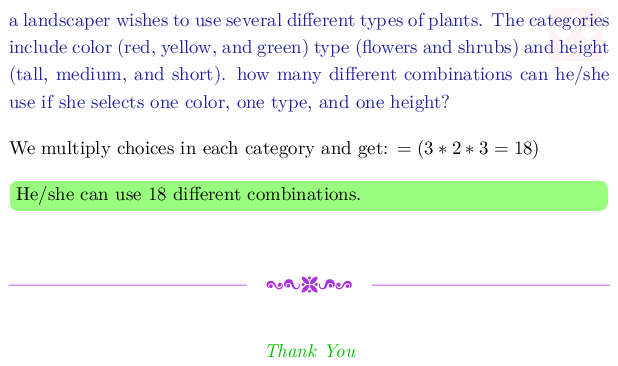 a landscaper wishes to use several different types of plants. The categories
include color (red, yellow, and green) type (flowers and shrubs) and height
(tall, medium, and short). how many different combinations can he/she
use if she selects one color, one type, and one height?
We multiply choices in each category and get: = (3 ∗ 2 ∗ 3 = 18)
He/she can use 18 different combinations.
Thank You